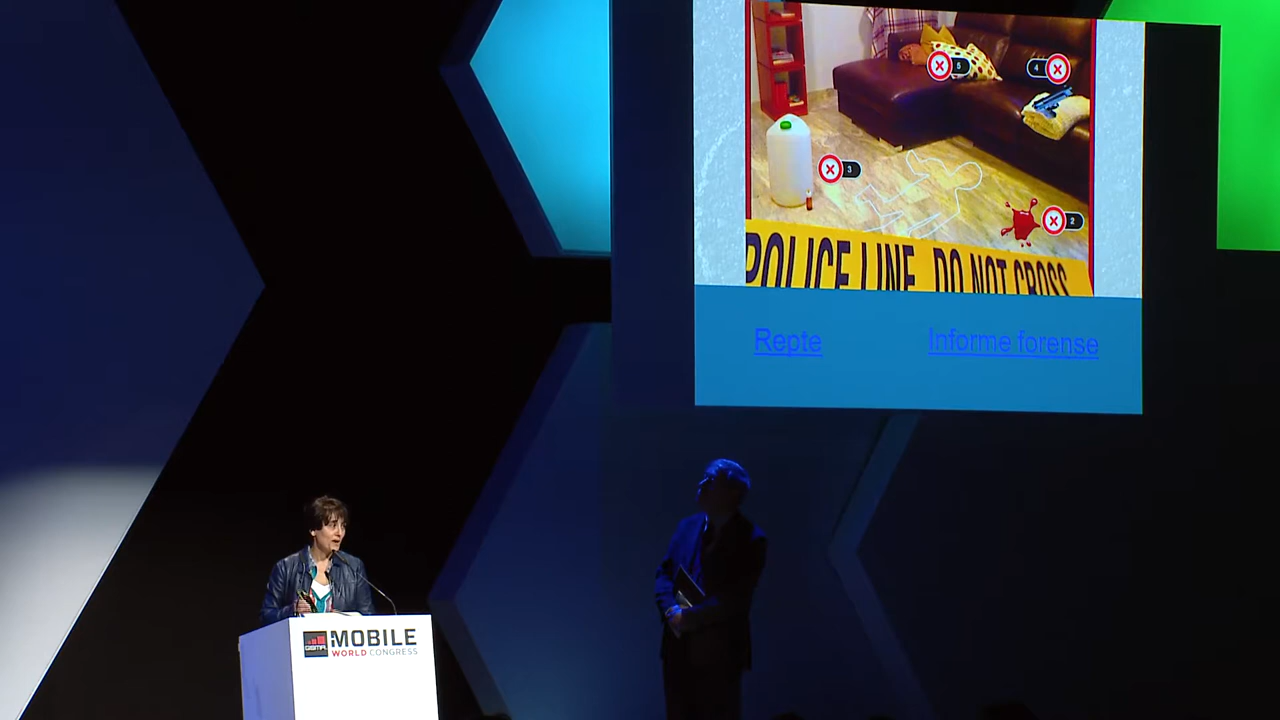 5
4
3
2
POLICE LINE DO NOT CROSS
Repte
Informe forense
MOBILE
WORLD CONGRESS